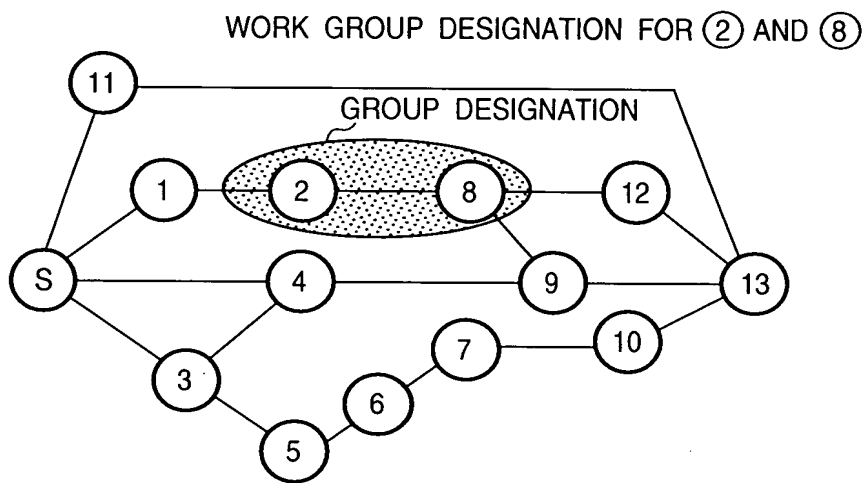 WORK GROUP DESIGNATION FOR 2 AND 8
11
GROUP DESIGNATION
1 2 8 12
S 4 9 13
3 7 10
6
5